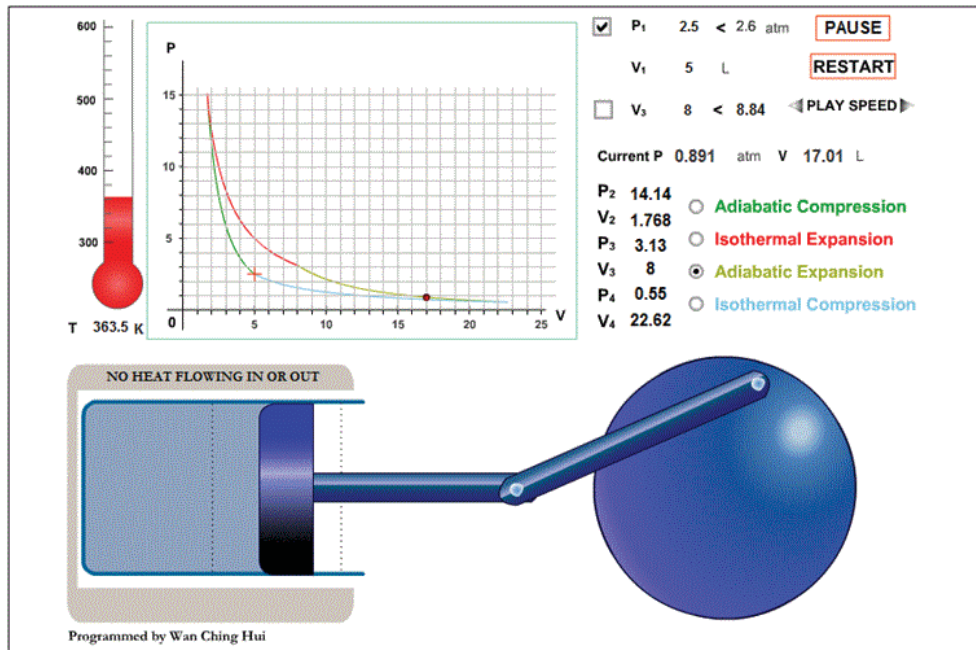 600
500
400
300
T 363.5 K
P
15
10
5
0
5
10
15
20
25
V
P1 2.5 < 2.6 atm
PAUSE
V1 5 L
RESTART
V3 8 < 8.84
PLAY SPEED
Current P 0.891 atm V 17.01 L
P2 14.14
V2 1.768
P3 3.13
V3 8
P4 0.55
V4 22.62
Adiabatic Compression
Isothermal Expansion
Adiabatic Expansion
Isothermal Compression
NO HEAT FLOWING IN OR OUT
Programmed by Wan Ching Hui